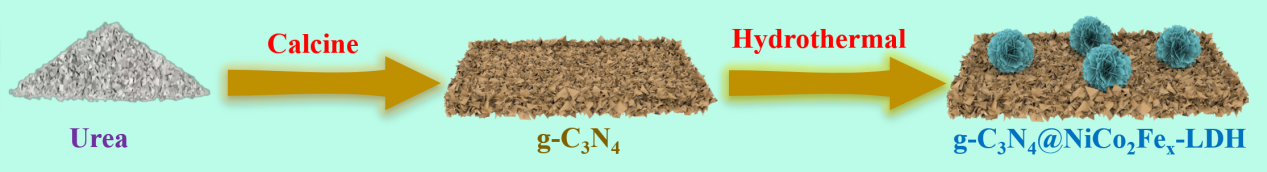 Calcine
Hydrothermal
Urea
g-C₃N₄
g-C₃N₄@NiCo₂Feₓ-LDH